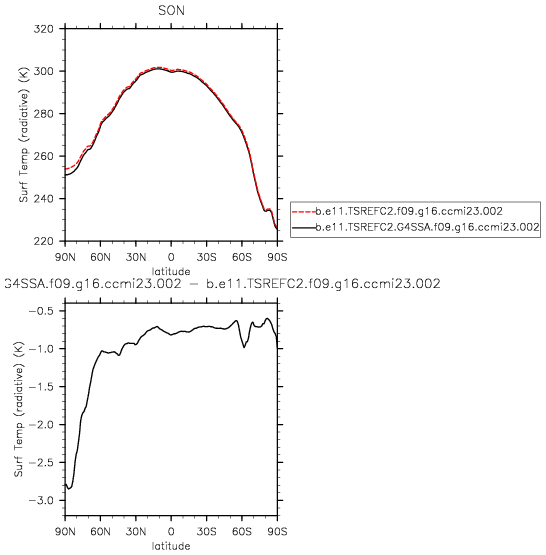 SON
320
300
280
260
240
220
Surf Temp (radiative) (K)
90N 60N 30N 0 30S 60S 90S
latitude
b.e11.TSREFC2.f09.g16.ccmi23.002
b.e11.TSREFC2.G4SSA.f09.g16.ccmi23.002
G4SSA.f09.g16.ccmi23.002 − b.e11.TSREFC2.f09.g16.ccmi23.002
−0.5
−1.0
−1.5
−2.0
−2.5
−3.0
Surf Temp (radiative) (K)
90N 60N 30N 0 30S 60S 90S
latitude